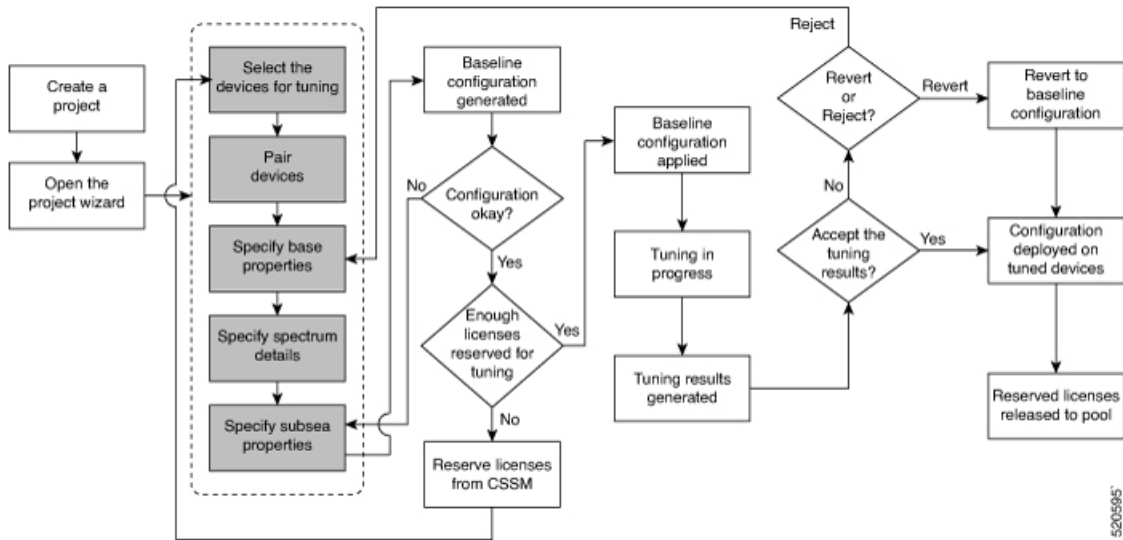 Create a
project
Open the
project wizard
Select the
devices for tuning
Pair
devices
Specify base
properties
Specify spectrum
details
Specify subsea
properties
Baseline
configuration
generated
No
Configuration
okay?
Yes
Enough
licenses
reserved for
tuning
Yes
No
Reserve licenses
from CSSM
Baseline
configuration
applied
Tuning in
progress
Tuning results
generated
Reject
Revert
or
Reject?
Revert
No
Accept the
tuning
results?
Yes
Revert to
baseline
configuration
Configuration
deployed on
tuned devices
Reserved licenses
released to pool
520595